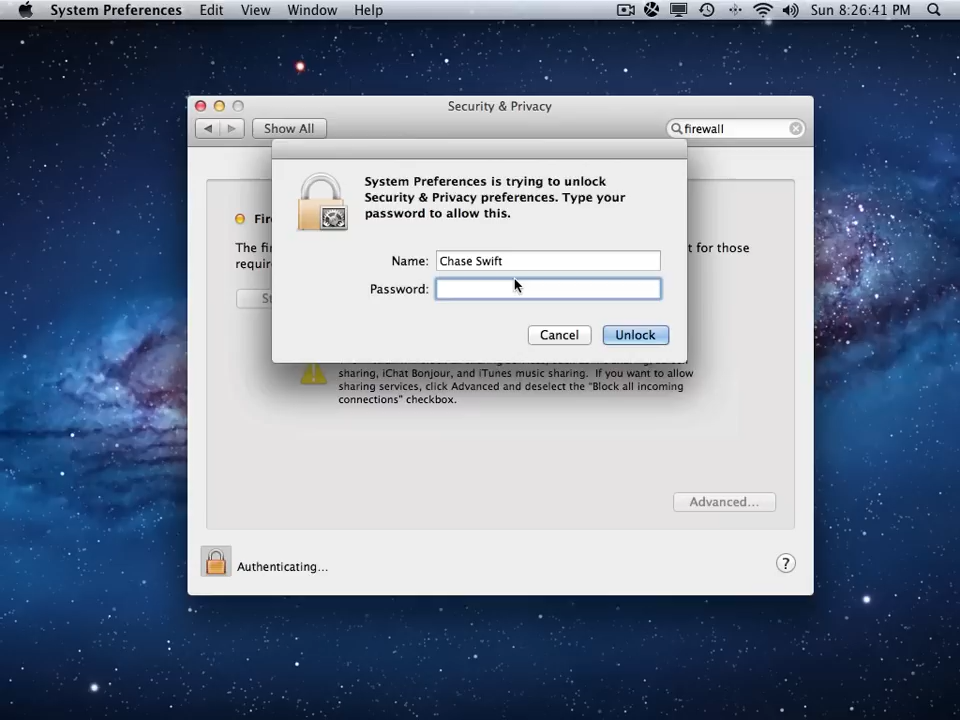 System Preferences Edit View Window Help Sun 8:26:41 PM
Security & Privacy
Show All firewall
System Preferences is trying to unlock
Security & Privacy preferences. Type your
password to allow this.
Fire
The fi t for those
requir
Name: Chase Swift
Password:
St
Cancel Unlock
sharing, iChat Bonjour, and iTunes music sharing. If you want to allow
sharing services, click Advanced and deselect the "Block all incoming
connections" checkbox.
Advanced...
Authenticating...
?